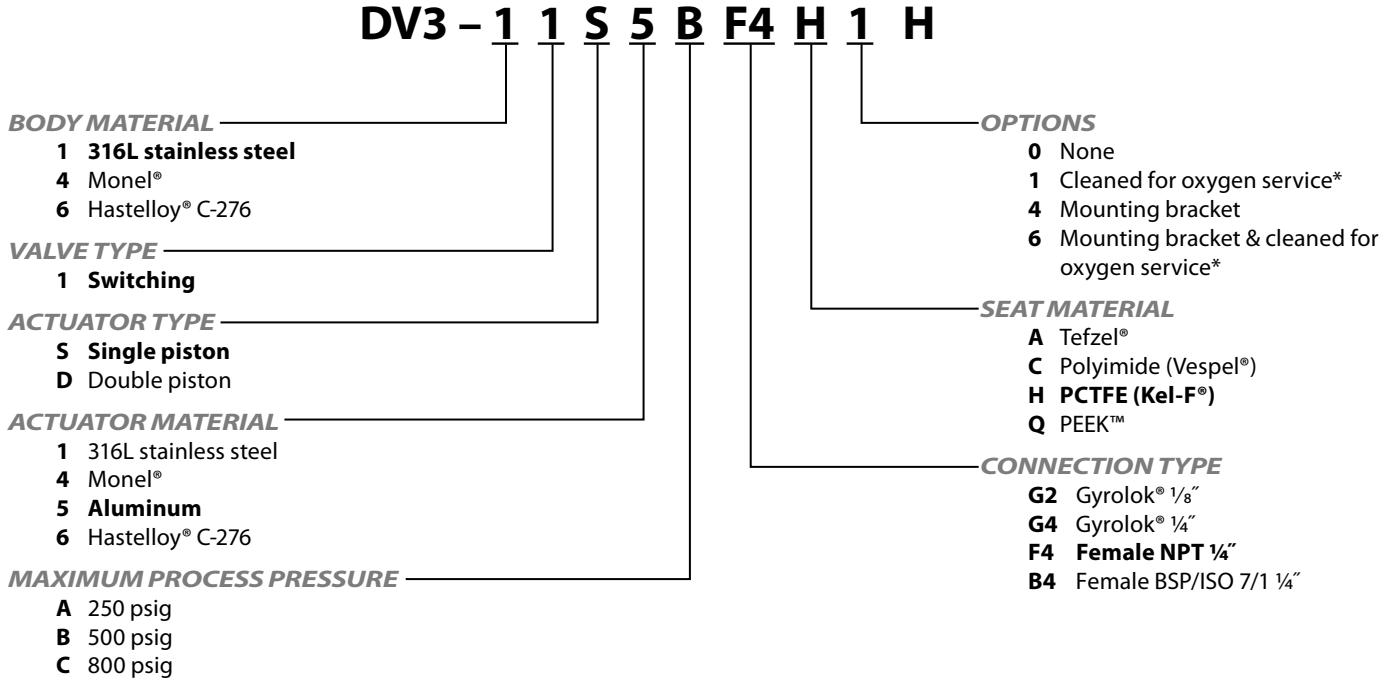 DV3 – 1 1 S 5 B F4 H 1 H
BODY MATERIAL
1 316L stainless steel
4 Monel®
6 Hastelloy® C-276
VALVE TYPE
1 Switching
ACTUATOR TYPE
S Single piston
D Double piston
ACTUATOR MATERIAL
1 316L stainless steel
4 Monel®
5 Aluminum
6 Hastelloy® C-276
MAXIMUM PROCESS PRESSURE
A 250 psig
B 500 psig
C 800 psig
OPTIONS
0 None
1 Cleaned for oxygen service*
4 Mounting bracket
6 Mounting bracket & cleaned for
oxygen service*
SEAT MATERIAL
A Tefzel®
C Polyimide (Vespel®)
H PCTFE (Kel-F®)
Q PEEK™
CONNECTION TYPE
G2 Gyrolok® ⅛˝
G4 Gyrolok® ¼˝
F4 Female NPT ¼˝
B4 Female BSP/ISO 7/1 ¼˝